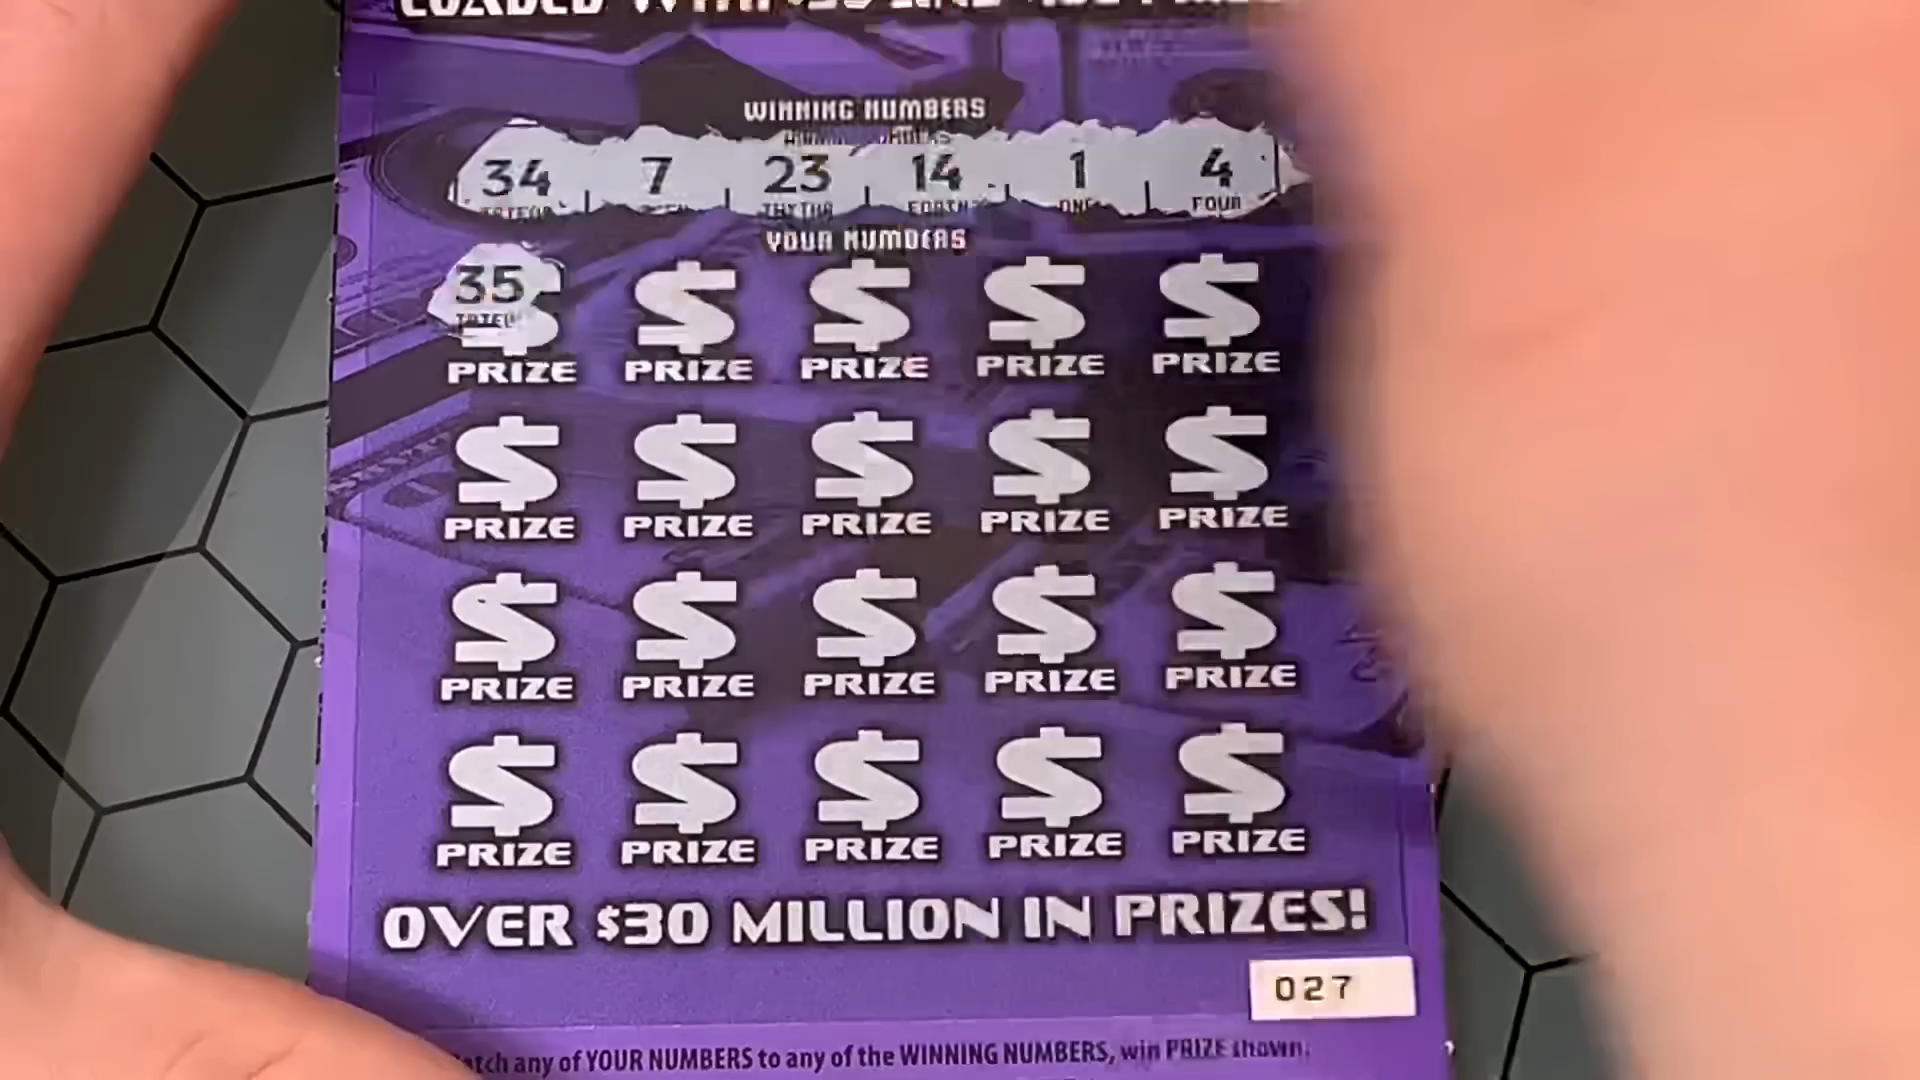 WINNING NUMBERS
34 7 23 14 1 4
FOUR
YOUR NUMBERS
35 $ $ $ $
PRIZE PRIZE PRIZE PRIZE PRIZE
$ $ $ $ $
PRIZE PRIZE PRIZE PRIZE PRIZE
$ $ $ $ $
PRIZE PRIZE PRIZE PRIZE PRIZE
$ $ $ $ $
PRIZE PRIZE PRIZE PRIZE PRIZE
OVER $30 MILLION IN PRIZES!
027
any of YOUR NUMBERS to any of the WINNING NUMBERS, win PRIZE shown.